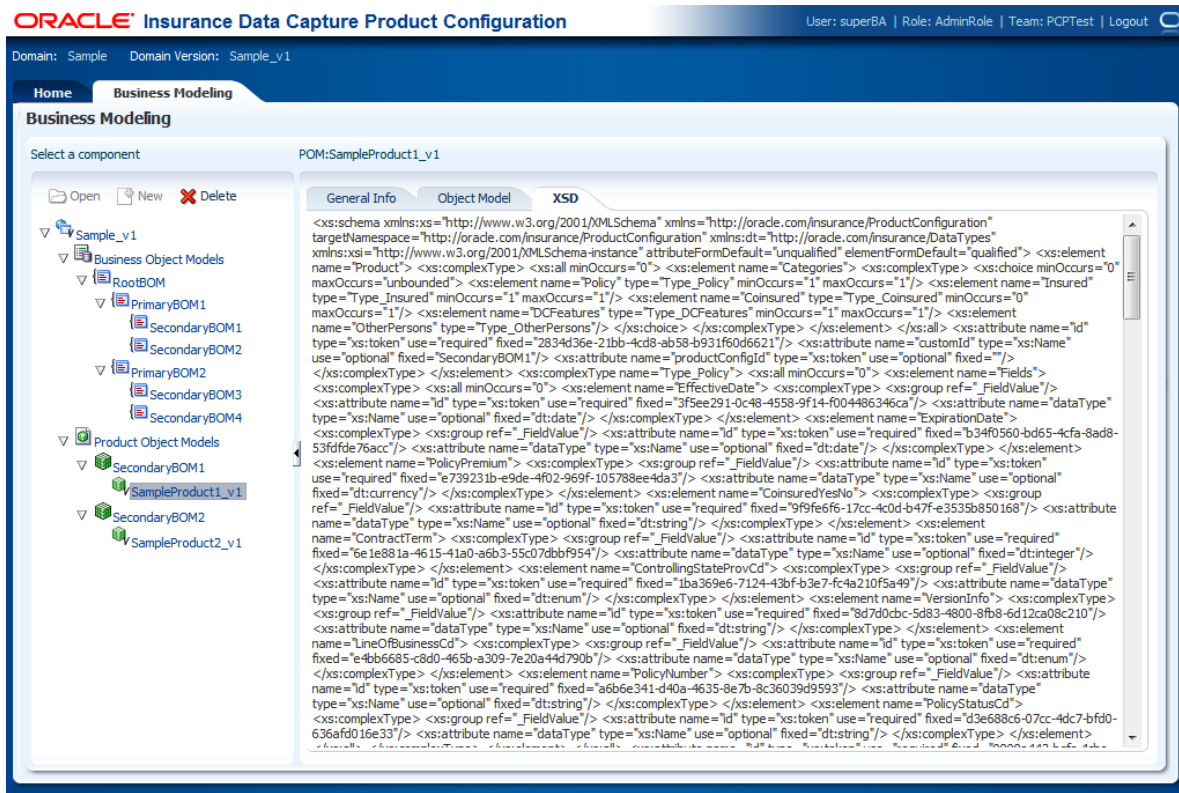 ORACLE® Insurance Data Capture Product Configuration
User: superBA | Role: AdminRole | Team: PCPTest | Logout
Domain: Sample Domain Version: Sample_v1
Home Business Modeling
Business Modeling
Select a component
POM:SampleProduct1_v1
Open New Delete
General Info Object Model XSD
Sample_v1
Business Object Models
RootBOM
PrimaryBOM1
SecondaryBOM1
SecondaryBOM2
PrimaryBOM2
SecondaryBOM3
SecondaryBOM4
Product Object Models
SecondaryBOM1
SampleProduct1_v1
SecondaryBOM2
SampleProduct2_v1
<xs:schema xmlns:xs="http://www.w3.org/2001/XMLSchema" xmlns="http://oracle.com/insurance/ProductConfiguration"
targetNamespace="http://oracle.com/insurance/ProductConfiguration" xmlns:dt="http://oracle.com/insurance/DataTypes"
xmlns:xsi="http://www.w3.org/2001/XMLSchema-instance" attributeFormDefault="unqualified" elementFormDefault="qualified"> <xs:element
name="Product"> <xs:complexType> <xs:all minOccurs="0"> <xs:element name="Categories"> <xs:complexType> <xs:choice minOccurs="0"
maxOccurs="unbounded"> <xs:element name="Policy" type="Type_Policy" minOccurs="1" maxOccurs="1"/> <xs:element name="Insured"
type="Type_Insured" minOccurs="1" maxOccurs="1"/> <xs:element name="Coinsured" type="Type_Coinsured" minOccurs="0"
maxOccurs="1"/> <xs:element name="DCFeatures" type="Type_DCFeatures" minOccurs="1" maxOccurs="1"/> <xs:element
name="OtherPersons" type="Type_OtherPersons"/> </xs:choice> </xs:complexType> </xs:element> </xs:all> <xs:attribute name="id"
type="xs:token" use="required" fixed="2834d36e-21bb-4cd8-ab58-b931f60d6621"/> <xs:attribute name="customId" type="xs:Name"
use="optional" fixed="SecondaryBOM1"/> <xs:attribute name="productConfigId" type="xs:token" use="optional" fixed=""/>
</xs:complexType> </xs:element> <xs:complexType name="Type_Policy"> <xs:all minOccurs="0"> <xs:element name="Fields">
<xs:complexType> <xs:all minOccurs="0"> <xs:element name="EffectiveDate"> <xs:complexType> <xs:group ref="_FieldValue"/>
<xs:attribute name="id" type="xs:token" use="required" fixed="3f5ee291-0c48-4558-9f14-f004486346ca"/> <xs:attribute name="dataType"
type="xs:Name" use="optional" fixed="dt:date"/> </xs:complexType> </xs:element> <xs:element name="ExpirationDate">
<xs:complexType> <xs:group ref="_FieldValue"/> <xs:attribute name="id" type="xs:token" use="required" fixed="b34f0560-bd65-4cfa-8ad8-
53fdfde76acc"/> <xs:attribute name="dataType" type="xs:Name" use="optional" fixed="dt:date"/> </xs:complexType> </xs:element>
<xs:element name="PolicyPremium"> <xs:complexType> <xs:group ref="_FieldValue"/> <xs:attribute name="id" type="xs:token"
use="required" fixed="e739231b-e9de-4f02-969f-105788ee4da3"/> <xs:attribute name="dataType" type="xs:Name" use="optional"
fixed="dt:currency"/> </xs:complexType> </xs:element> <xs:element name="CoinsuredYesNo"> <xs:complexType> <xs:group
ref="_FieldValue"/> <xs:attribute name="id" type="xs:token" use="required" fixed="9f9fe6f6-17cc-4c0d-b47f-e3535b850168"/> <xs:attribute
name="dataType" type="xs:Name" use="optional" fixed="dt:string"/> </xs:complexType> </xs:element> <xs:element
name="ContractTerm"> <xs:complexType> <xs:group ref="_FieldValue"/> <xs:attribute name="id" type="xs:token" use="required"
fixed="6e1e881a-4615-41a0-a6b3-55c07dbbf954"/> <xs:attribute name="dataType" type="xs:Name" use="optional" fixed="dt:integer"/>
</xs:complexType> </xs:element> <xs:element name="ControllingStateProvCd"> <xs:complexType> <xs:group ref="_FieldValue"/>
<xs:attribute name="id" type="xs:token" use="required" fixed="1ba369e6-7124-43bf-b3e7-fc4a210f5a49"/> <xs:attribute name="dataType"
type="xs:Name" use="optional" fixed="dt:enum"/> </xs:complexType> </xs:element> <xs:element name="VersionInfo"> <xs:complexType>
<xs:group ref="_FieldValue"/> <xs:attribute name="id" type="xs:token" use="required" fixed="8d7d0cbc-5d83-4800-8fb8-6d12ca08c210"/>
<xs:attribute name="dataType" type="xs:Name" use="optional" fixed="dt:string"/> </xs:complexType> </xs:element> <xs:element
name="LineOfBusinessCd"> <xs:complexType> <xs:group ref="_FieldValue"/> <xs:attribute name="id" type="xs:token" use="required"
fixed="e4bb6685-c8d0-465b-a309-7e20a44d790b"/> <xs:attribute name="dataType" type="xs:Name" use="optional" fixed="dt:enum"/>
</xs:complexType> </xs:element> <xs:element name="PolicyNumber"> <xs:complexType> <xs:group ref="_FieldValue"/> <xs:attribute
name="id" type="xs:token" use="required" fixed="a6b6e341-d40a-4635-8e7b-8c36039d9593"/> <xs:attribute name="dataType"
type="xs:Name" use="optional" fixed="dt:string"/> </xs:complexType> </xs:element> <xs:element name="PolicyStatusCd">
<xs:complexType> <xs:group ref="_FieldValue"/> <xs:attribute name="id" type="xs:token" use="required" fixed="d3e688c6-07cc-4dc7-bfd0-
636afd016e33"/> <xs:attribute name="dataType" type="xs:Name" use="optional" fixed="dt:string"/> </xs:complexType> </xs:element>